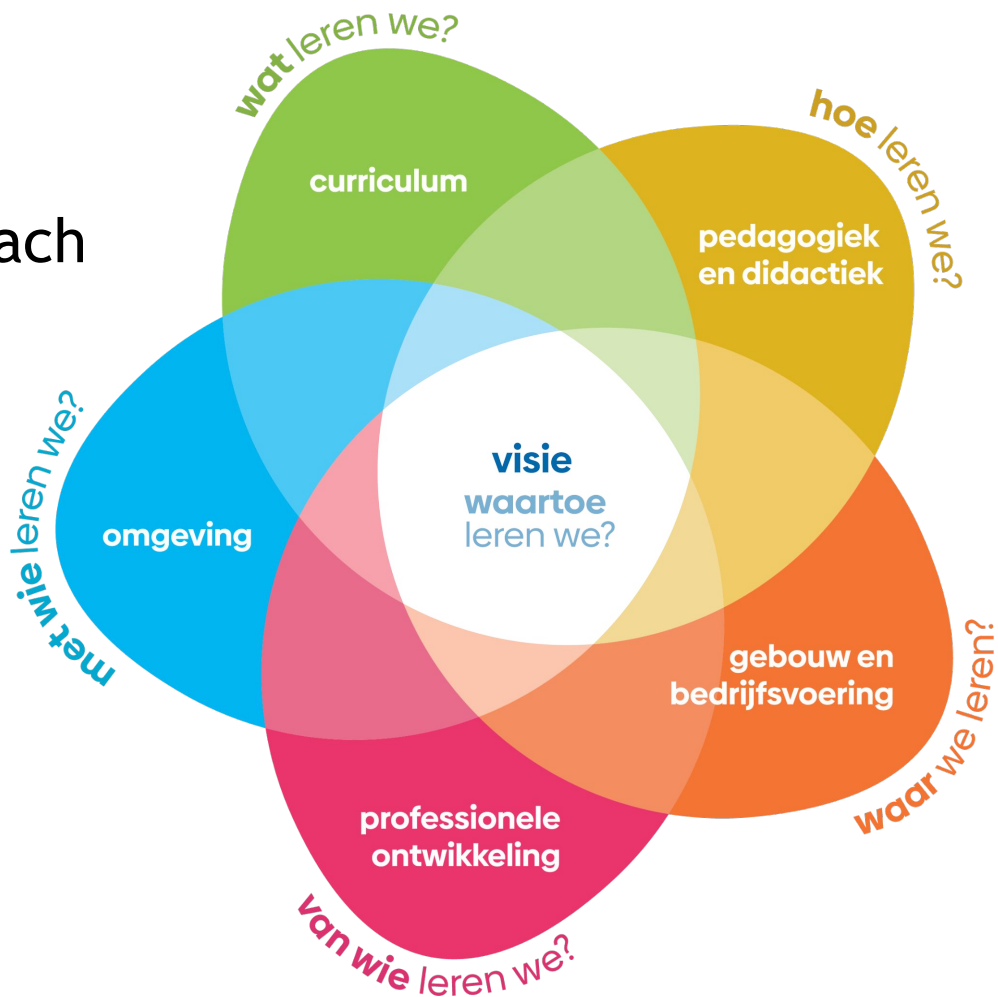 wat leren we?
curriculum
hoe leren we?
pedagogiek
en didactiek
ach
met wie leren we?
omgeving
visie
waartoe
leren we?
gebouw en
bedrijfsvoering
waar we leren?
professionele
ontwikkeling
van wie leren we?